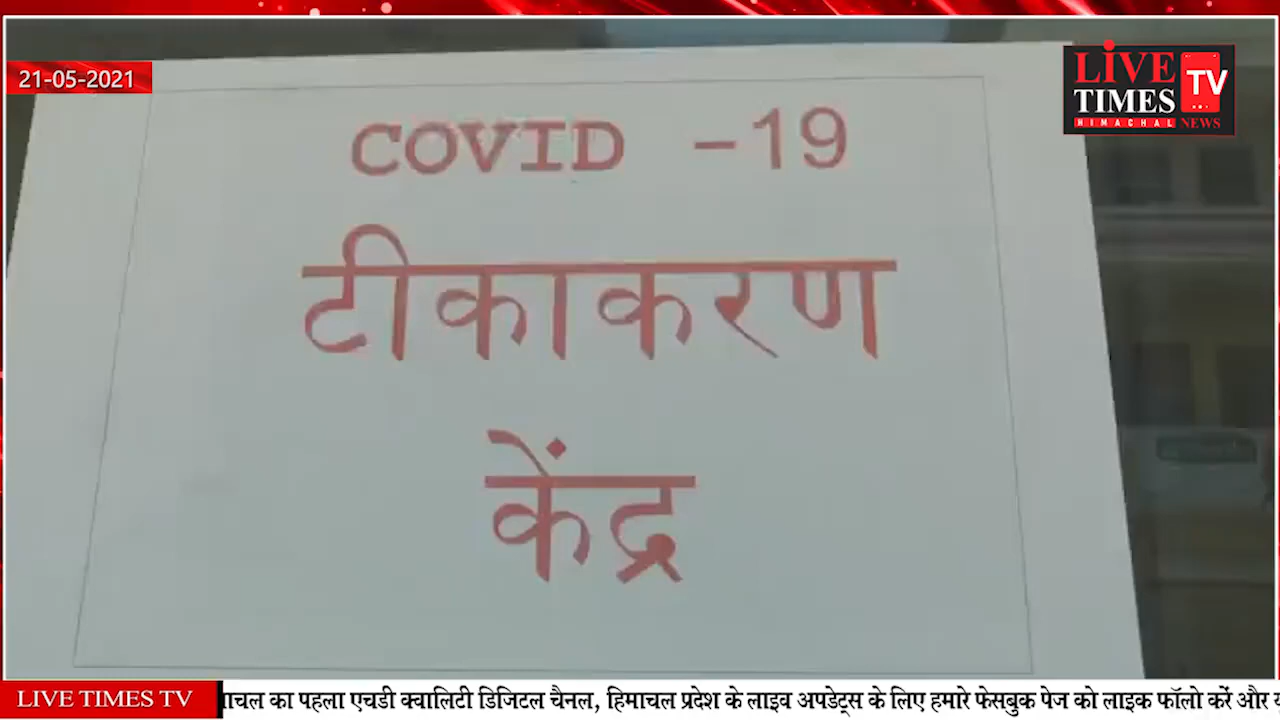 21-05-2021
LIVE
TIMES
TV
HIMACHAL NEWS
COVID -19
टीकाकरण
केंद्र
LIVE TIMES TV
का पहला एचडी क्वालिटी डिजिटल चैनल, हिमाचल प्रदेश के लाइव अपडेट्स के लिए हमारे फेसबुक पेज को लाइक फॉलो करें और